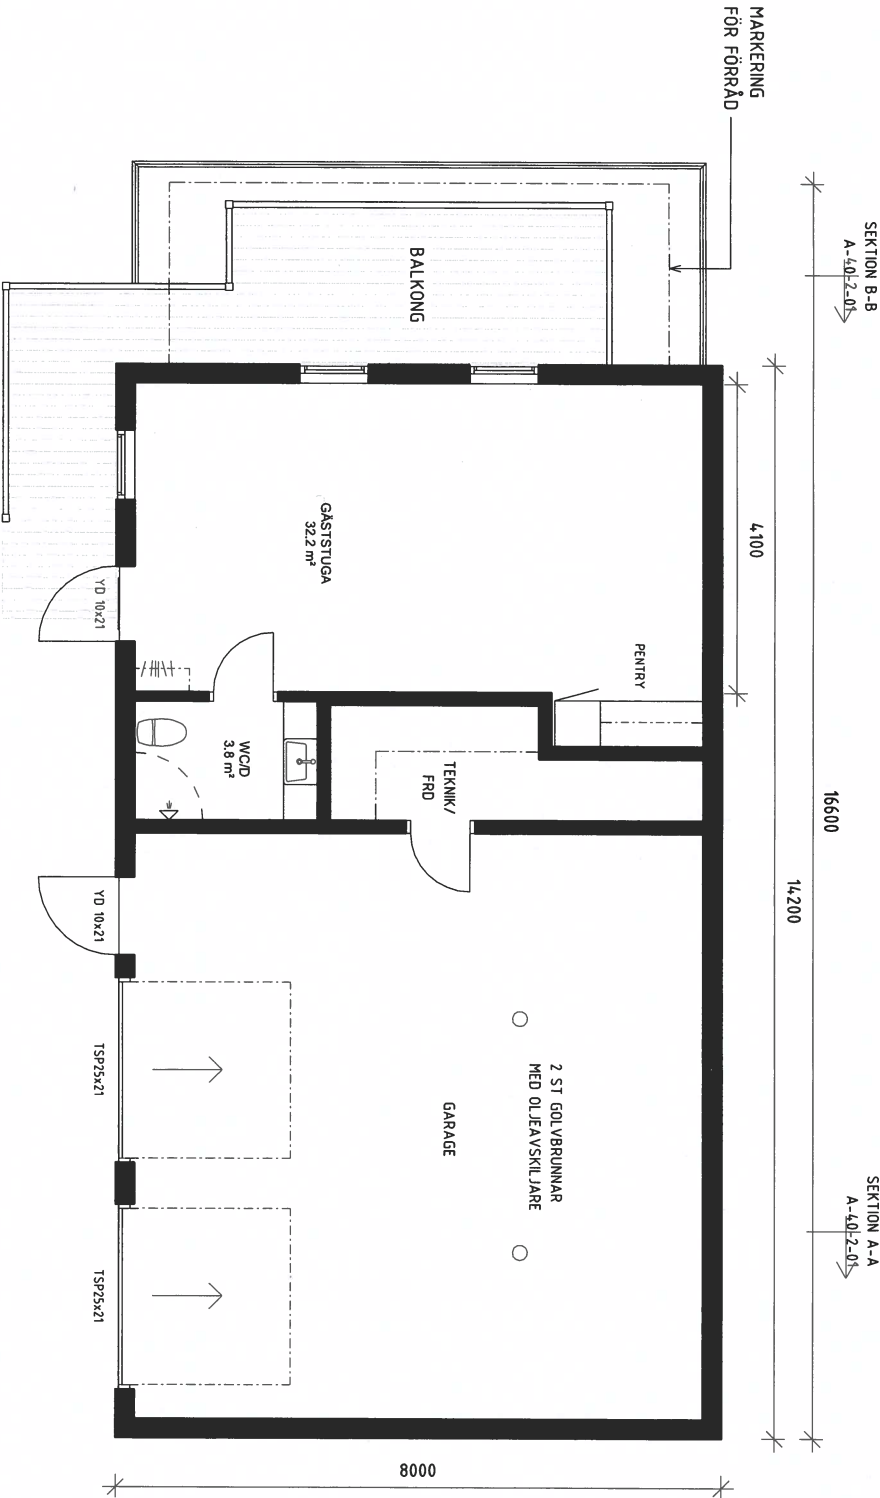 MARKERING
FÖR FÖRRÅD
SEKTION B-B
A-40-2-01
SEKTION A-A
A-40-2-01
16600
14200
4100
8000
BALKONG
GÄSTSTUGA
32.2 m²
PENTRY
YD 10x21
WC/D
3.8 m²
TEKNIK/
FRD
YD 10x21
2 ST GOLVBRUNNAR
MED OLJEAVSKILJARE
GARAGE
TSP25x21
TSP25x21